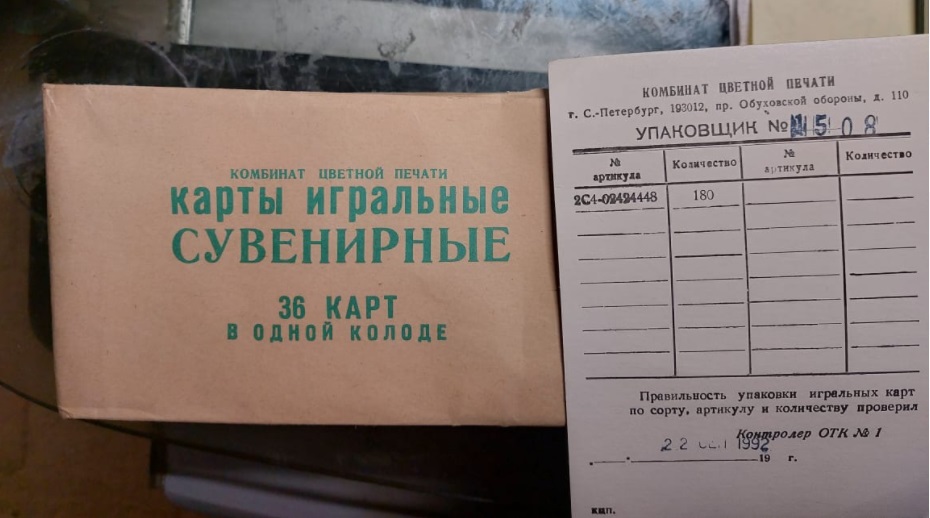 КОМБИНАТ ЦВЕТНОЙ ПЕЧАТИ
карты игральные
СУВЕНИРНЫЕ
36 КАРТ
В ОДНОЙ КОЛОДЕ
КОМБИНАТ ЦВЕТНОЙ ПЕЧАТИ
г. С.-Петербург, 193012, пр. Обуховской обороны, д. 110
УПАКОВЩИК №
№ артикула Количество № артикула Количество
2С4-02424448 180
Правильность упаковки игральных карт
по сорту, артикулу и количеству проверил
Контролер ОТК № 1
22 1992
19 г.
кцп.